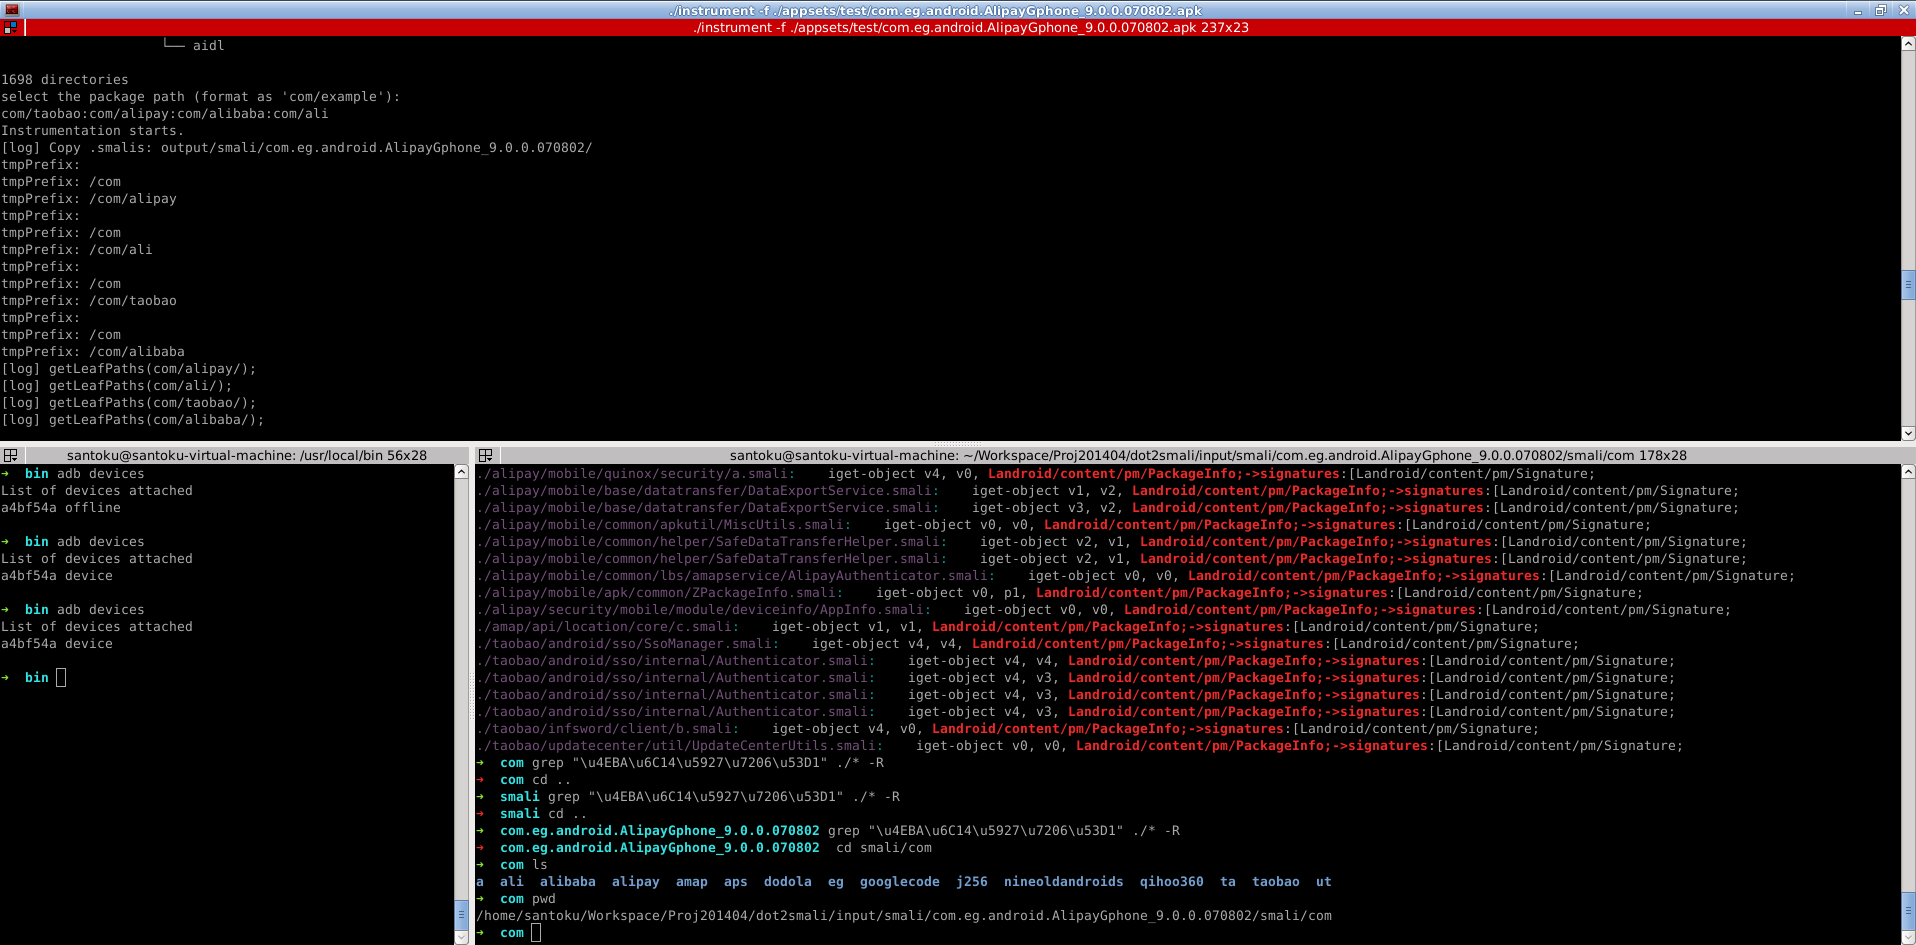 ./instrument -f ./appsets/test/com.eg.android.AlipayGphone_9.0.0.070802.apk
./instrument -f ./appsets/test/com.eg.android.AlipayGphone_9.0.0.070802.apk 237x23
└── aidl
1698 directories
select the package path (format as 'com/example'):
com/taobao:com/alipay:com/alibaba:com/ali
Instrumentation starts.
[log] Copy .smalis: output/smali/com.eg.android.AlipayGphone_9.0.0.070802/
tmpPrefix:
tmpPrefix: /com
tmpPrefix: /com/alipay
tmpPrefix:
tmpPrefix: /com
tmpPrefix: /com/ali
tmpPrefix:
tmpPrefix: /com
tmpPrefix: /com/taobao
tmpPrefix:
tmpPrefix: /com
tmpPrefix: /com/alibaba
[log] getLeafPaths(com/alipay/);
[log] getLeafPaths(com/ali/);
[log] getLeafPaths(com/taobao/);
[log] getLeafPaths(com/alibaba/);
santoku@santoku-virtual-machine: /usr/local/bin 56x28
➜ bin adb devices
List of devices attached
a4bf54a offline
➜ bin adb devices
List of devices attached
a4bf54a device
➜ bin adb devices
List of devices attached
a4bf54a device
➜ bin
santoku@santoku-virtual-machine: ~/Workspace/Proj201404/dot2smali/input/smali/com.eg.android.AlipayGphone_9.0.0.070802/smali/com 178x28
./alipay/mobile/quinox/security/a.smali:    iget-object v4, v0, Landroid/content/pm/PackageInfo;->signatures:[Landroid/content/pm/Signature;
./alipay/mobile/base/datatransfer/DataExportService.smali:    iget-object v1, v2, Landroid/content/pm/PackageInfo;->signatures:[Landroid/content/pm/Signature;
./alipay/mobile/base/datatransfer/DataExportService.smali:    iget-object v3, v2, Landroid/content/pm/PackageInfo;->signatures:[Landroid/content/pm/Signature;
./alipay/mobile/common/apkutil/MiscUtils.smali:    iget-object v0, v0, Landroid/content/pm/PackageInfo;->signatures:[Landroid/content/pm/Signature;
./alipay/mobile/common/helper/SafeDataTransferHelper.smali:    iget-object v2, v1, Landroid/content/pm/PackageInfo;->signatures:[Landroid/content/pm/Signature;
./alipay/mobile/common/helper/SafeDataTransferHelper.smali:    iget-object v2, v1, Landroid/content/pm/PackageInfo;->signatures:[Landroid/content/pm/Signature;
./alipay/mobile/common/lbs/amapservice/AlipayAuthenticator.smali:    iget-object v0, v0, Landroid/content/pm/PackageInfo;->signatures:[Landroid/content/pm/Signature;
./alipay/mobile/apk/common/ZPackageInfo.smali:    iget-object v0, p1, Landroid/content/pm/PackageInfo;->signatures:[Landroid/content/pm/Signature;
./alipay/security/mobile/module/deviceinfo/AppInfo.smali:    iget-object v0, v0, Landroid/content/pm/PackageInfo;->signatures:[Landroid/content/pm/Signature;
./amap/api/location/core/c.smali:    iget-object v1, v1, Landroid/content/pm/PackageInfo;->signatures:[Landroid/content/pm/Signature;
./taobao/android/sso/SsoManager.smali:    iget-object v4, v4, Landroid/content/pm/PackageInfo;->signatures:[Landroid/content/pm/Signature;
./taobao/android/sso/internal/Authenticator.smali:    iget-object v4, v4, Landroid/content/pm/PackageInfo;->signatures:[Landroid/content/pm/Signature;
./taobao/android/sso/internal/Authenticator.smali:    iget-object v4, v3, Landroid/content/pm/PackageInfo;->signatures:[Landroid/content/pm/Signature;
./taobao/android/sso/internal/Authenticator.smali:    iget-object v4, v3, Landroid/content/pm/PackageInfo;->signatures:[Landroid/content/pm/Signature;
./taobao/android/sso/internal/Authenticator.smali:    iget-object v4, v3, Landroid/content/pm/PackageInfo;->signatures:[Landroid/content/pm/Signature;
./taobao/infsword/client/b.smali:    iget-object v4, v0, Landroid/content/pm/PackageInfo;->signatures:[Landroid/content/pm/Signature;
./taobao/updatecenter/util/UpdateCenterUtils.smali:    iget-object v0, v0, Landroid/content/pm/PackageInfo;->signatures:[Landroid/content/pm/Signature;
➜ com grep "\u4EBA\u6C14\u5927\u7206\u53D1" ./* -R
➜ com cd ..
➜ smali grep "\u4EBA\u6C14\u5927\u7206\u53D1" ./* -R
➜ smali cd ..
➜ com.eg.android.AlipayGphone_9.0.0.070802 grep "\u4EBA\u6C14\u5927\u7206\u53D1" ./* -R
➜ com.eg.android.AlipayGphone_9.0.0.070802  cd smali/com
➜ com ls
a  ali  alibaba  alipay  amap  aps  dodola  eg  googlecode  j256  nineoldandroids  qihoo360  ta  taobao  ut
➜ com pwd
/home/santoku/Workspace/Proj201404/dot2smali/input/smali/com.eg.android.AlipayGphone_9.0.0.070802/smali/com
➜ com